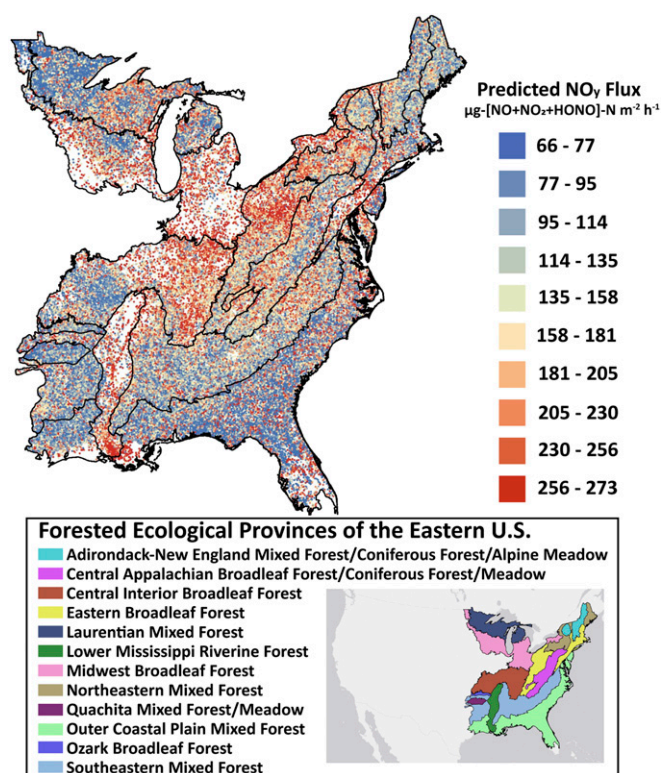 Predicted NOy Flux
µg-[NO+NO₂+HONO]-N m⁻² h⁻¹
66 - 77
77 - 95
95 - 114
114 - 135
135 - 158
158 - 181
181 - 205
205 - 230
230 - 256
256 - 273
Forested Ecological Provinces of the Eastern U.S.
Adirondack-New England Mixed Forest/Coniferous Forest/Alpine Meadow
Central Appalachian Broadleaf Forest/Coniferous Forest/Meadow
Central Interior Broadleaf Forest
Eastern Broadleaf Forest
Laurentian Mixed Forest
Lower Mississippi Riverine Forest
Midwest Broadleaf Forest
Northeastern Mixed Forest
Quachita Mixed Forest/Meadow
Outer Coastal Plain Mixed Forest
Ozark Broadleaf Forest
Southeastern Mixed Forest